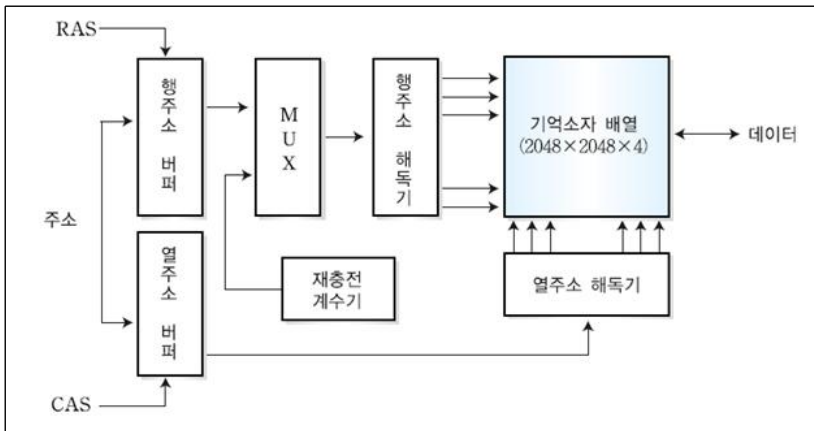 RAS
행주소 버퍼
MUX
행주소 해독기
기억소자 배열
(2048×2048×4)
데이터
주소
열주소 버퍼
재충전
계수기
열주소 해독기
CAS